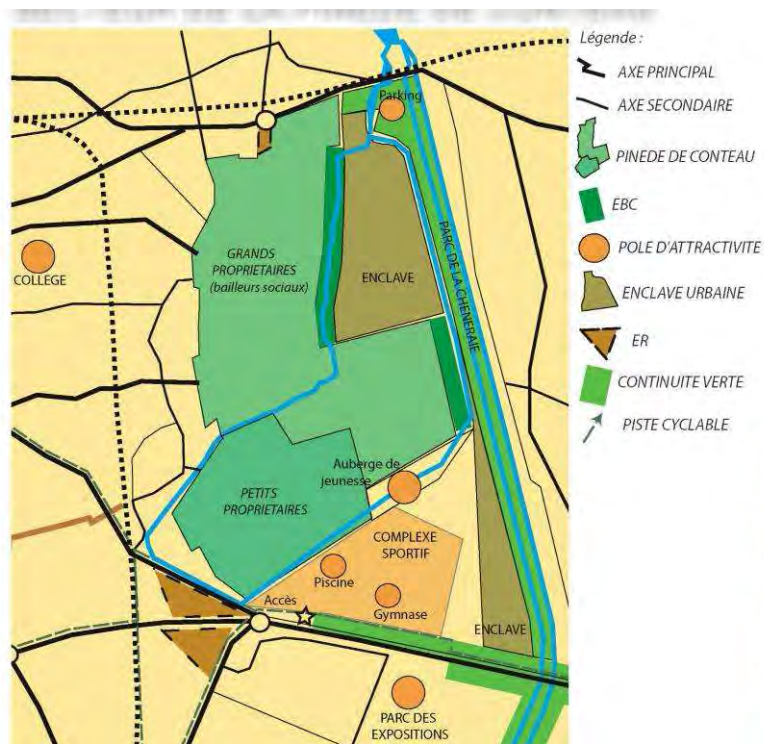 Légende :
AXE PRINCIPAL
AXE SECONDAIRE
PINEDE DE CONTEAU
EBC
POLE D'ATTRACTIVITE
ENCLAVE URBAINE
ER
CONTINUITE VERTE
PISTE CYCLABLE
Parking
GRANDS
PROPRIETAIRES
(bailleurs sociaux)
COLLEGE
ENCLAVE
PARC DE LA CHENERAIE
Auberge de
jeunesse
PETITS
PROPRIETAIRES
COMPLEXE
SPORTIF
Piscine
Accès
Gymnase
ENCLAVE
PARC DES
EXPOSITIONS